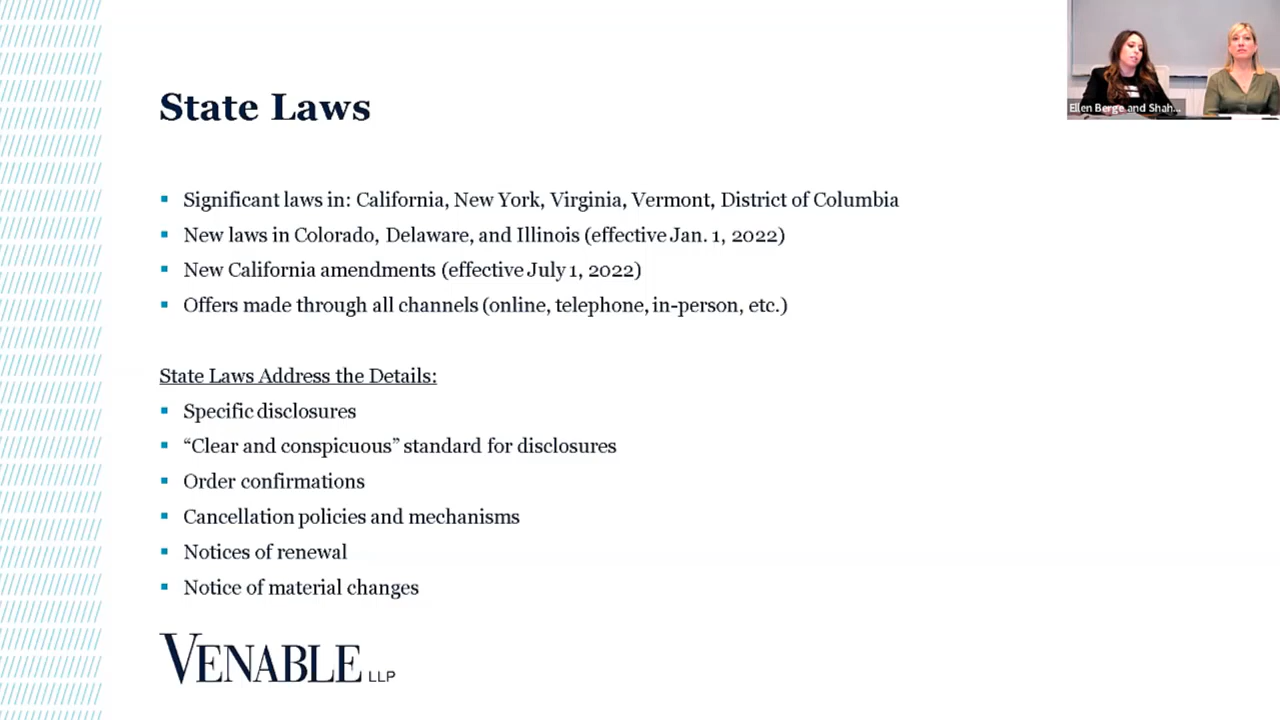 Ellen Berge and Shah...
State Laws
Significant laws in: California, New York, Virginia, Vermont, District of Columbia
New laws in Colorado, Delaware, and Illinois (effective Jan. 1, 2022)
New California amendments (effective July 1, 2022)
Offers made through all channels (online, telephone, in-person, etc.)
State Laws Address the Details:
Specific disclosures
“Clear and conspicuous” standard for disclosures
Order confirmations
Cancellation policies and mechanisms
Notices of renewal
Notice of material changes
VENABLE LLP